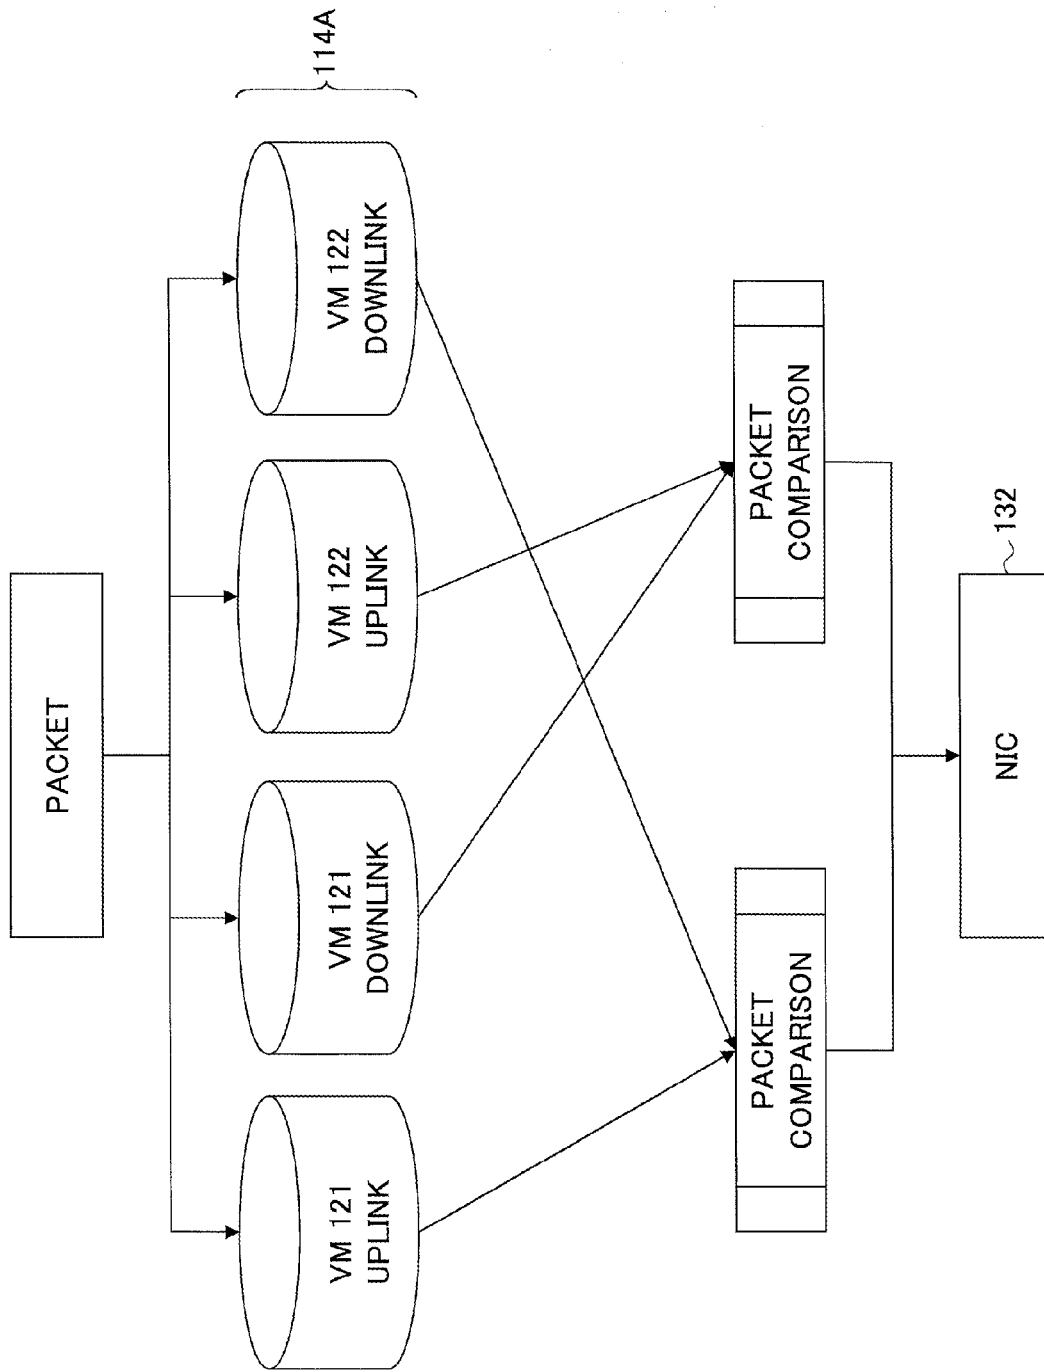 PACKET
114A
VM 121
UPLINK
VM 121
DOWNLINK
VM 122
UPLINK
VM 122
DOWNLINK
PACKET
COMPARISON
PACKET
COMPARISON
132
NIC